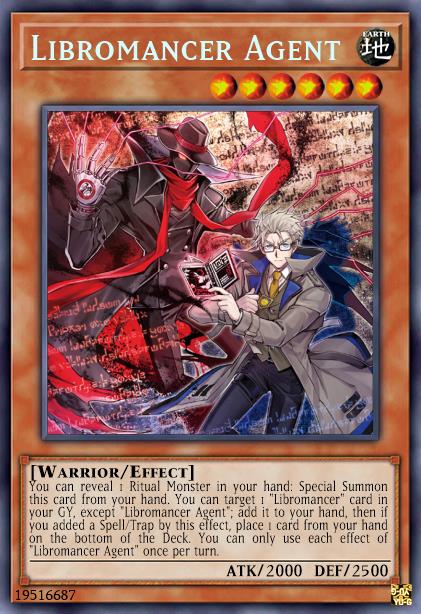 Libromancer Agent
EARTH
地
[Warrior/Effect]
You can reveal 1 Ritual Monster in your hand: Special Summon
this card from your hand. You can target 1 "Libromancer" card in
your GY, except "Libromancer Agent"; add it to your hand, then if
you added a Spell/Trap by this effect, place 1 card from your hand
on the bottom of the Deck. You can only use each effect of
"Libromancer Agent" once per turn.
ATK/2000 DEF/2500
19516687